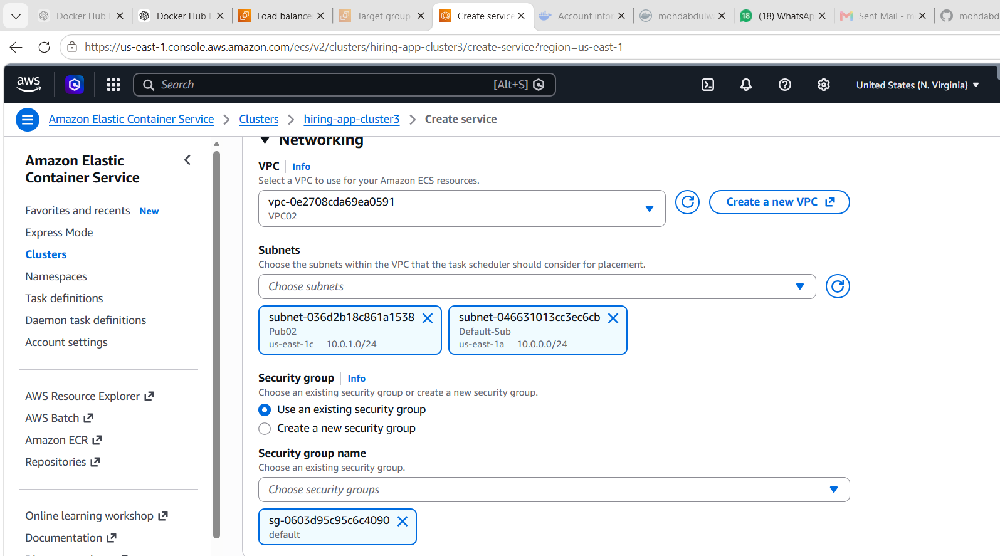 Docker Hub L
Docker Hub L
Load balancer
Target group
Create service
Account infor
mohdabdulwa
18
(18) WhatsAp
Sent Mail - m
mohdabd
https://us-east-1.console.aws.amazon.com/ecs/v2/clusters/hiring-app-cluster3/create-service?region=us-east-1
aws
Search
[Alt+S]
United States (N. Virginia)
Amazon Elastic Container Service
Clusters
hiring-app-cluster3
Create service
Amazon Elastic
Container Service
Favorites and recents New
Express Mode
Clusters
Namespaces
Task definitions
Daemon task definitions
Account settings
AWS Resource Explorer
AWS Batch
Amazon ECR
Repositories
Online learning workshop
Documentation
Networking
VPC Info
Select a VPC to use for your Amazon ECS resources.
vpc-0e2708cda69ea0591
VPC02
Create a new VPC
Subnets
Choose the subnets within the VPC that the task scheduler should consider for placement.
Choose subnets
subnet-036d2b18c861a1538
Pub02
us-east-1c 10.0.1.0/24
subnet-046631013cc3ec6cb
Default-Sub
us-east-1a 10.0.0.0/24
Security group Info
Choose an existing security group or create a new security group.
Use an existing security group
Create a new security group
Security group name
Choose an existing security group.
Choose security groups
sg-0603d95c95c6c4090
default